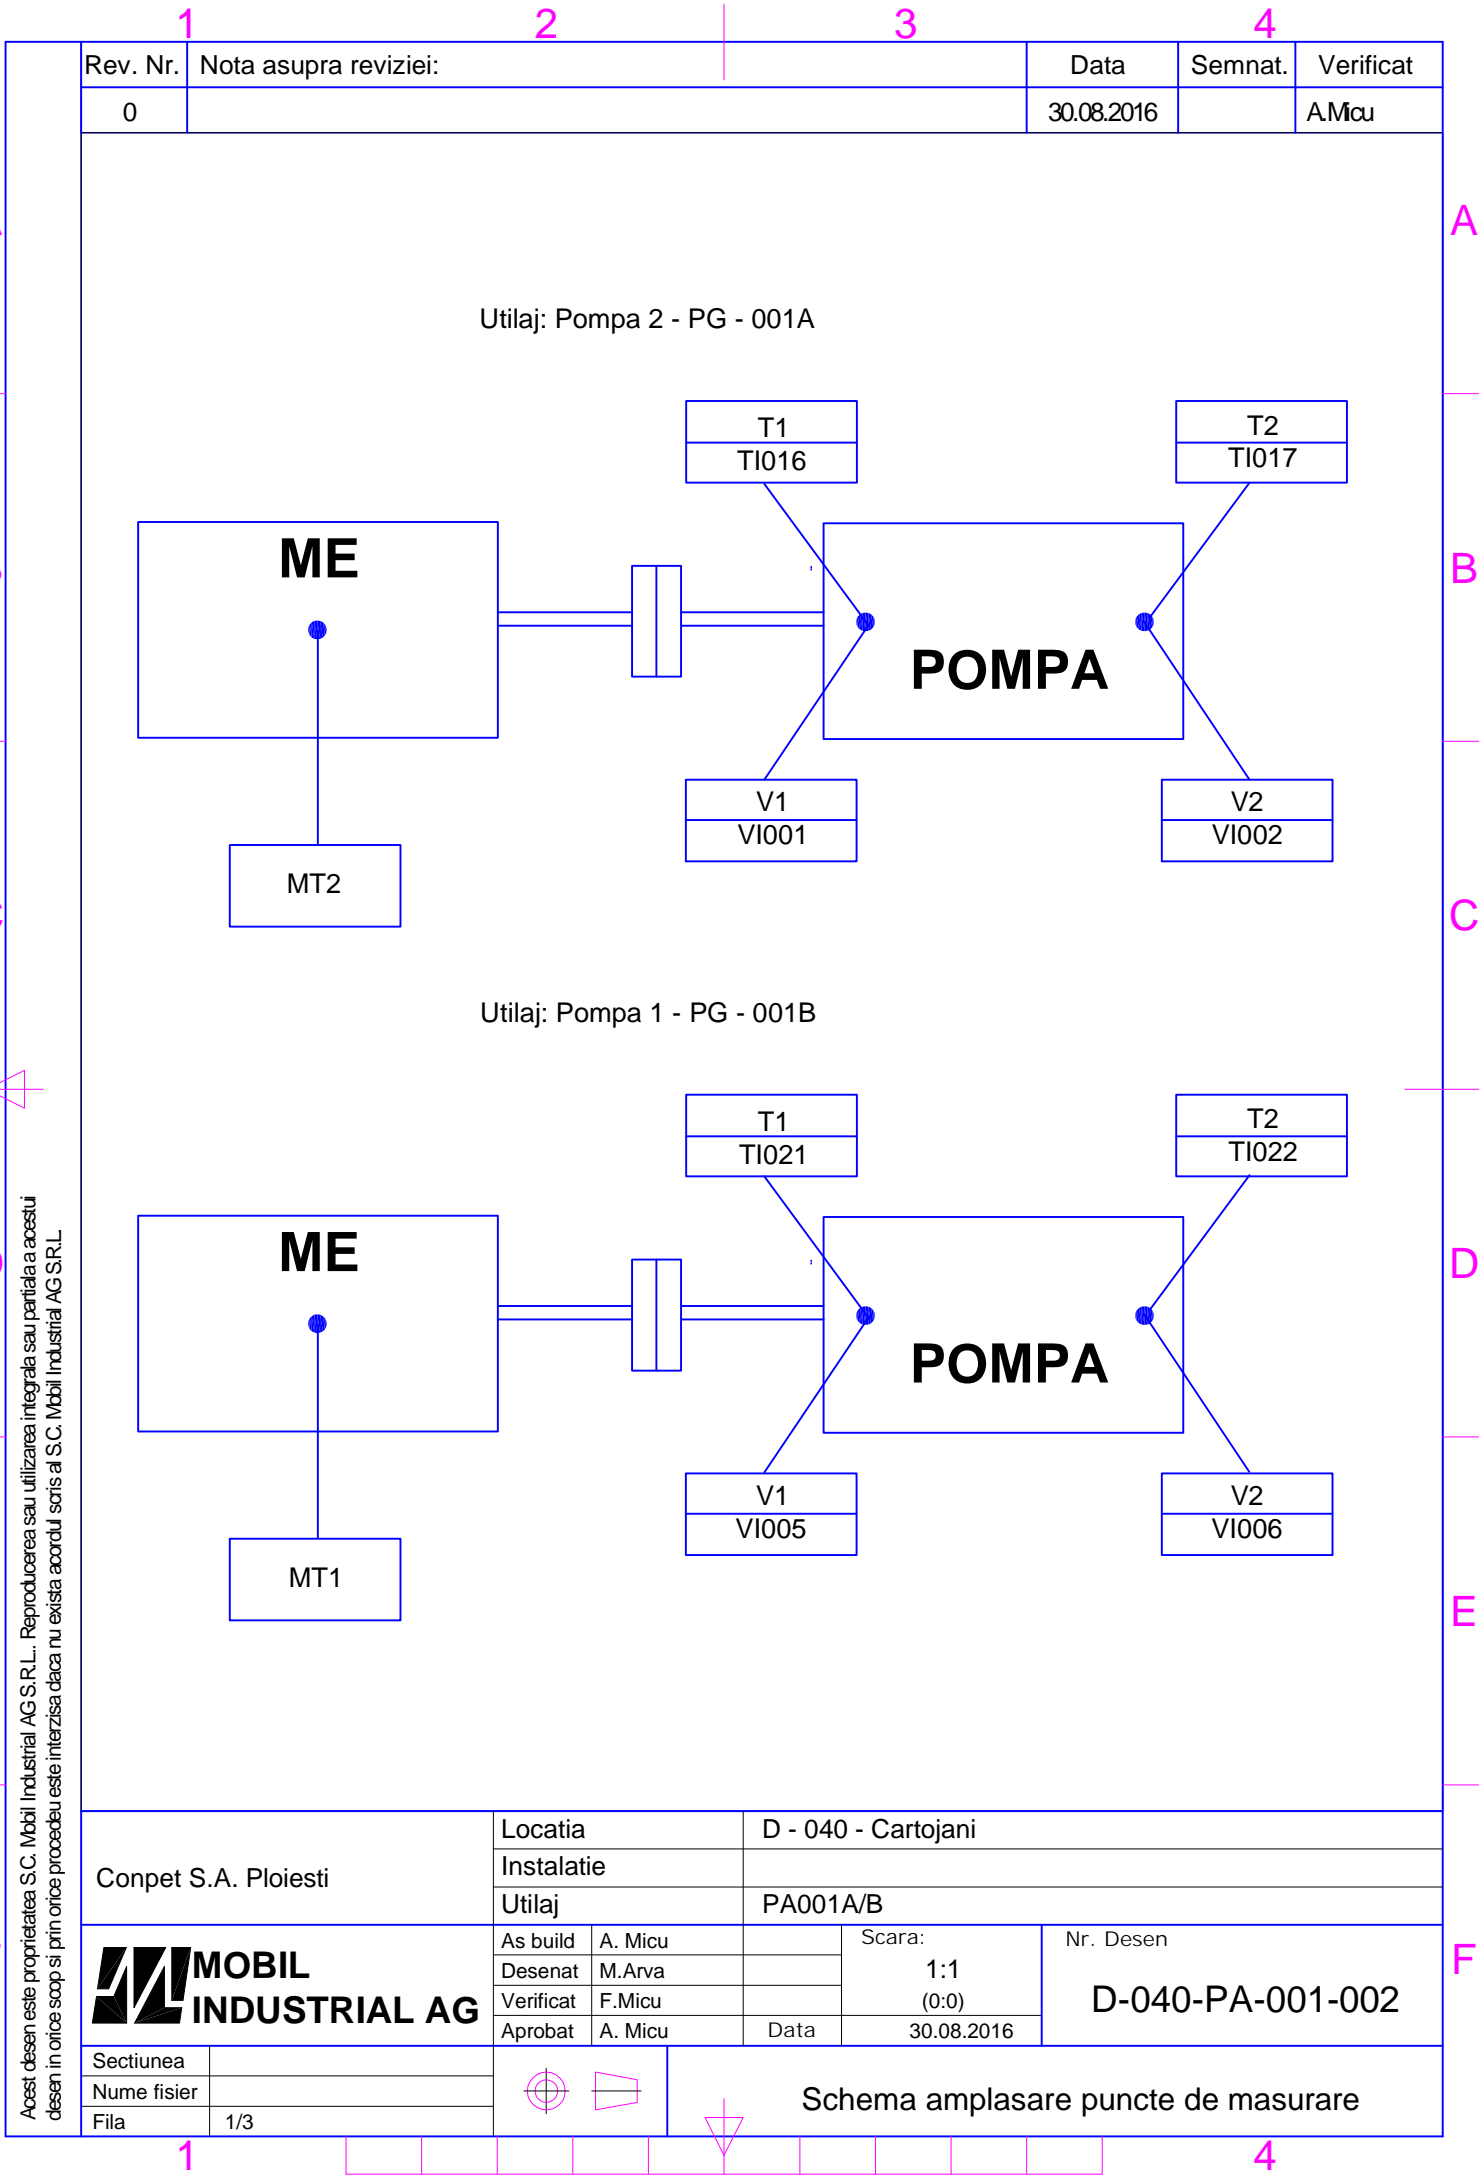 1 2 3 4
Rev. Nr. Nota asupra reviziei: Data Semnat. Verificat
0 30.08.2016 A.Micu
A
Utilaj: Pompa 2 - PG - 001A
T1 T2
TI016 TI017
ME
B
POMPA
V1 V2
VI001 VI002
MT2
C
Utilaj: Pompa 1 - PG - 001B
T1 T2
TI021 TI022
ME
D
POMPA
V1 V2
VI005 VI006
MT1
E
Acest desen este proprietatea S.C. Mobil Industrial AG S.R.L.. Reproducerea sau utilizarea integrala sau partiala a acestui
desen in orice scop si prin orice procedeu este interzisa daca nu exista acordul scris al S.C. Mobil Industrial AG S.R.L.
Conpet S.A. Ploiesti
Locatia D - 040 - Cartojani
Instalatie
Utilaj PA001A/B
MOBIL
INDUSTRIAL AG
As build A. Micu
Desenat M.Arva
Verificat F.Micu
Aprobat A. Micu
Scara:
1:1
(0:0)
Data 30.08.2016
Nr. Desen
D-040-PA-001-002
F
Sectiunea
Nume fisier
Fila 1/3
Schema amplasare puncte de masurare
1 4